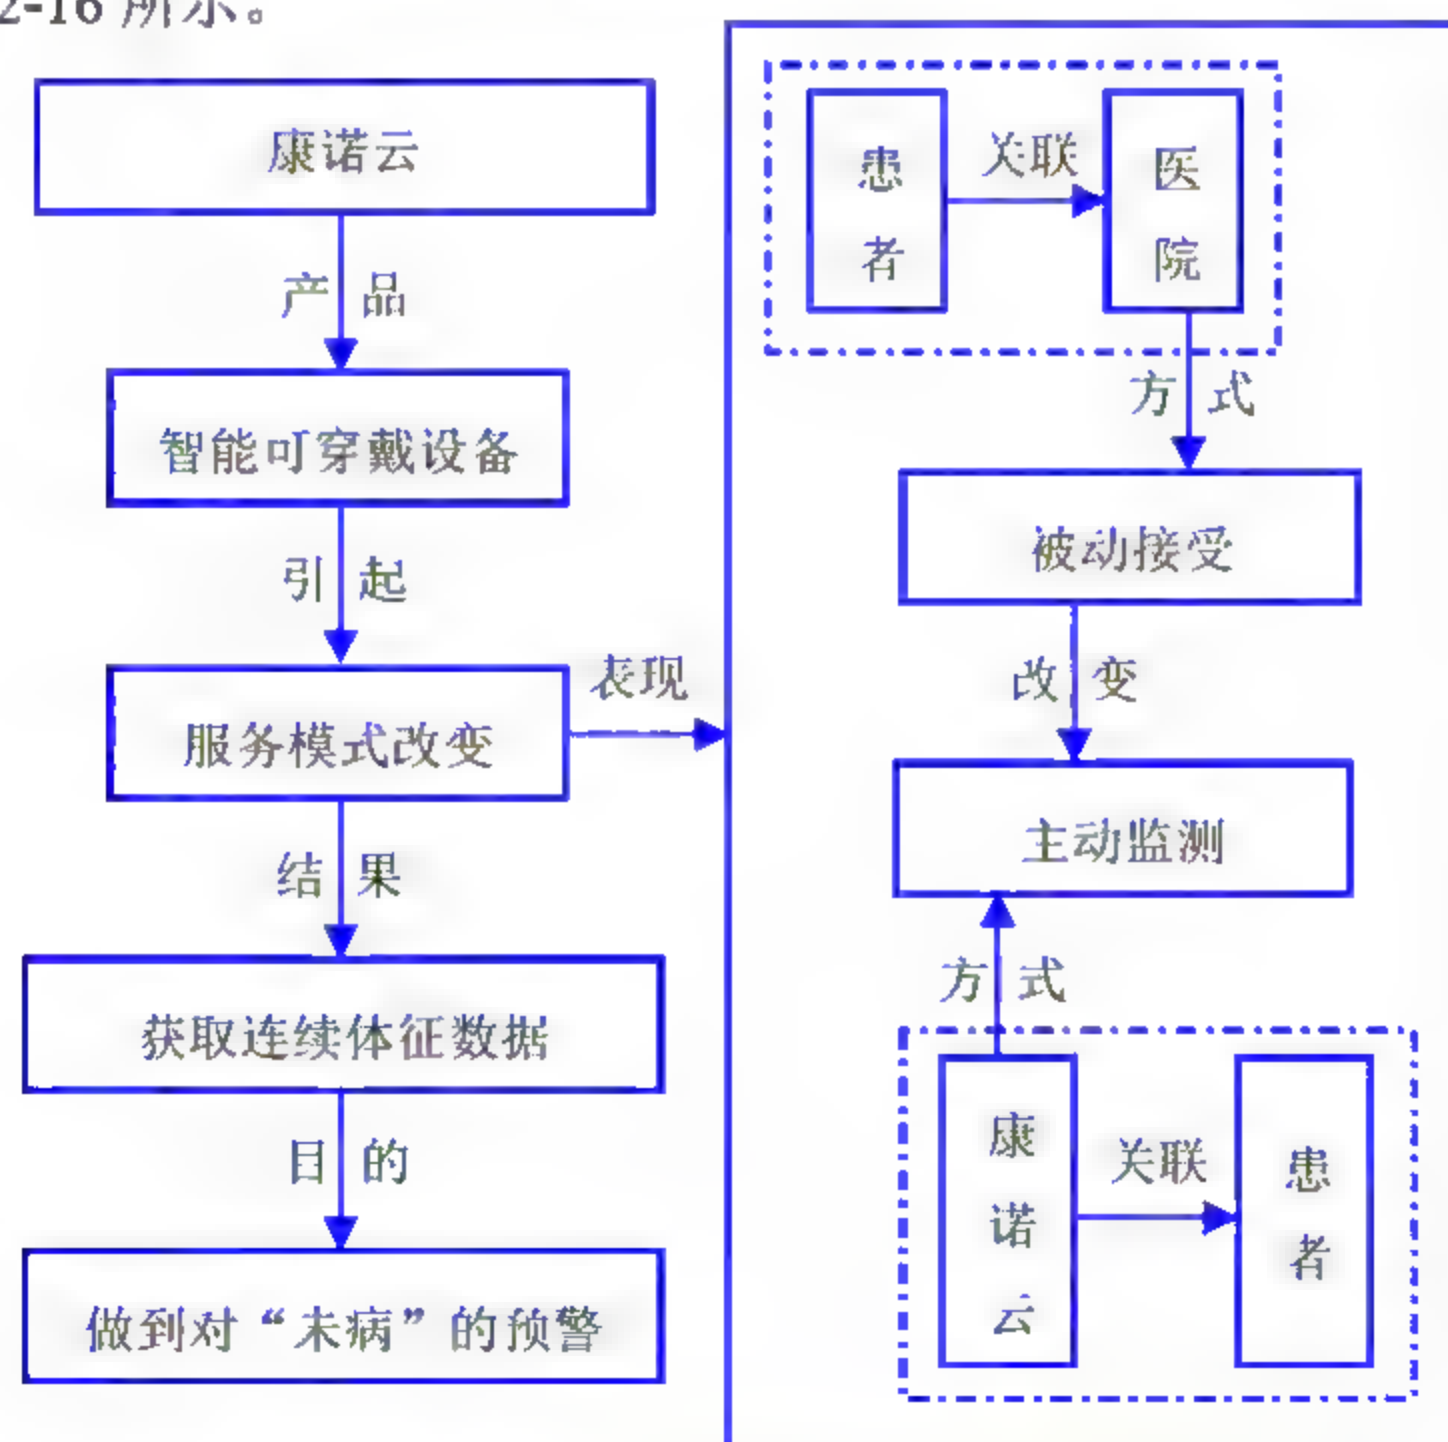 2-16 所示。
康诺云
产 品
智能可穿戴设备
引 起
服务模式改变
表现
结 果
获取连续体征数据
目 的
做到对“未病”的预警
患者
关联
医院
方 式
被动接受
改 变
主动监测
方 式
康诺云
关联
患者